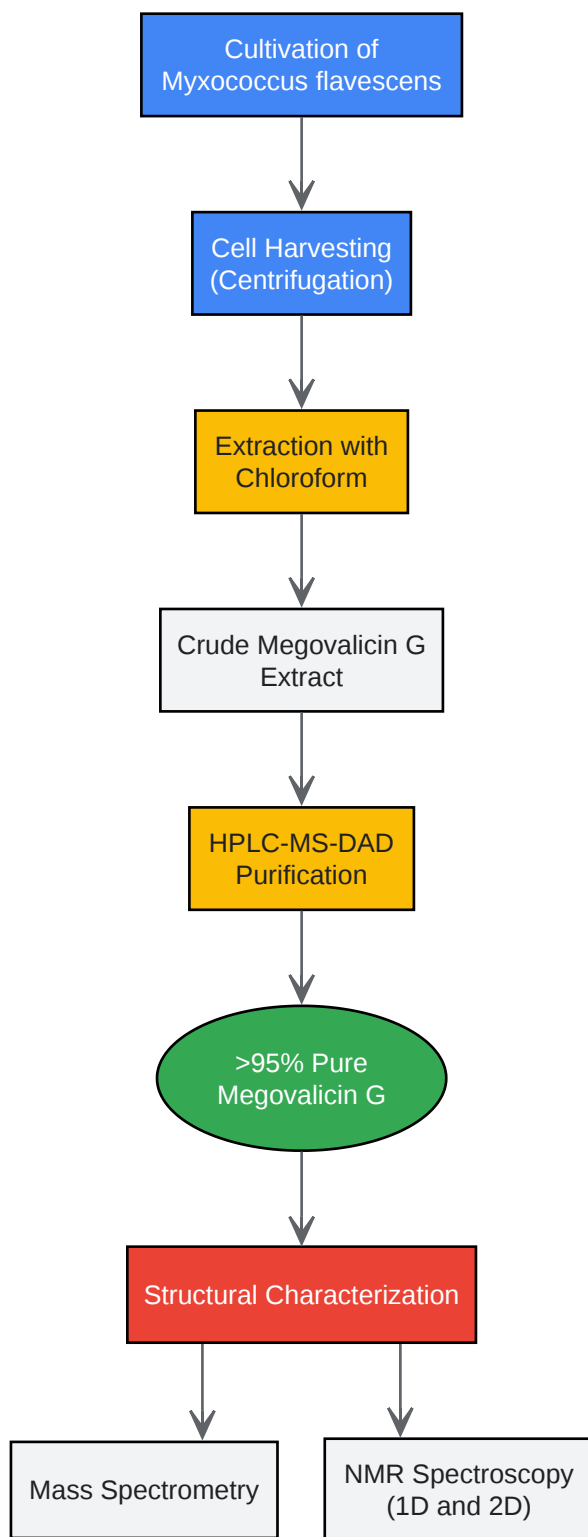 Cultivation of
Myxococcus flavescens
Cell Harvesting
(Centrifugation)
Extraction with
Chloroform
Crude Megovalicin G
Extract
HPLC-MS-DAD
Purification
>95% Pure
Megovalicin G
Structural Characterization
Mass Spectrometry
NMR Spectroscopy
(1D and 2D)